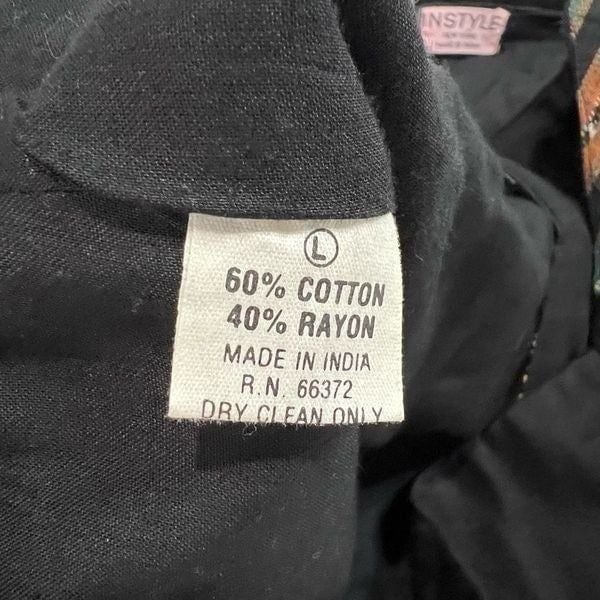 INSTYLE
L
60% COTTON
40% RAYON
MADE IN INDIA
R.N. 66372
DRY CLEAN ONLY